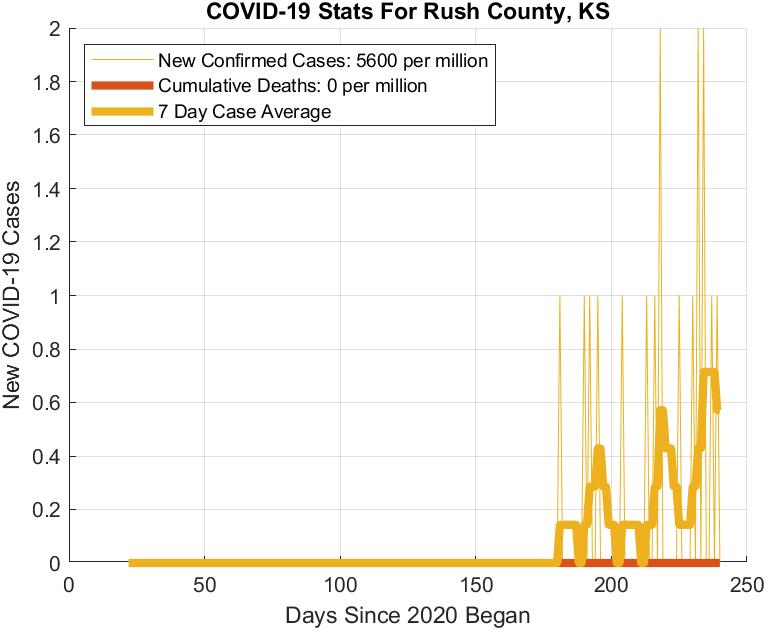 COVID-19 Stats For Rush County, KS
New Confirmed Cases: 5600 per million
Cumulative Deaths: 0 per million
7 Day Case Average
New COVID-19 Cases
2
1.8
1.6
1.4
1.2
1
0.8
0.6
0.4
0.2
0
0 50 100 150 200 250
Days Since 2020 Began